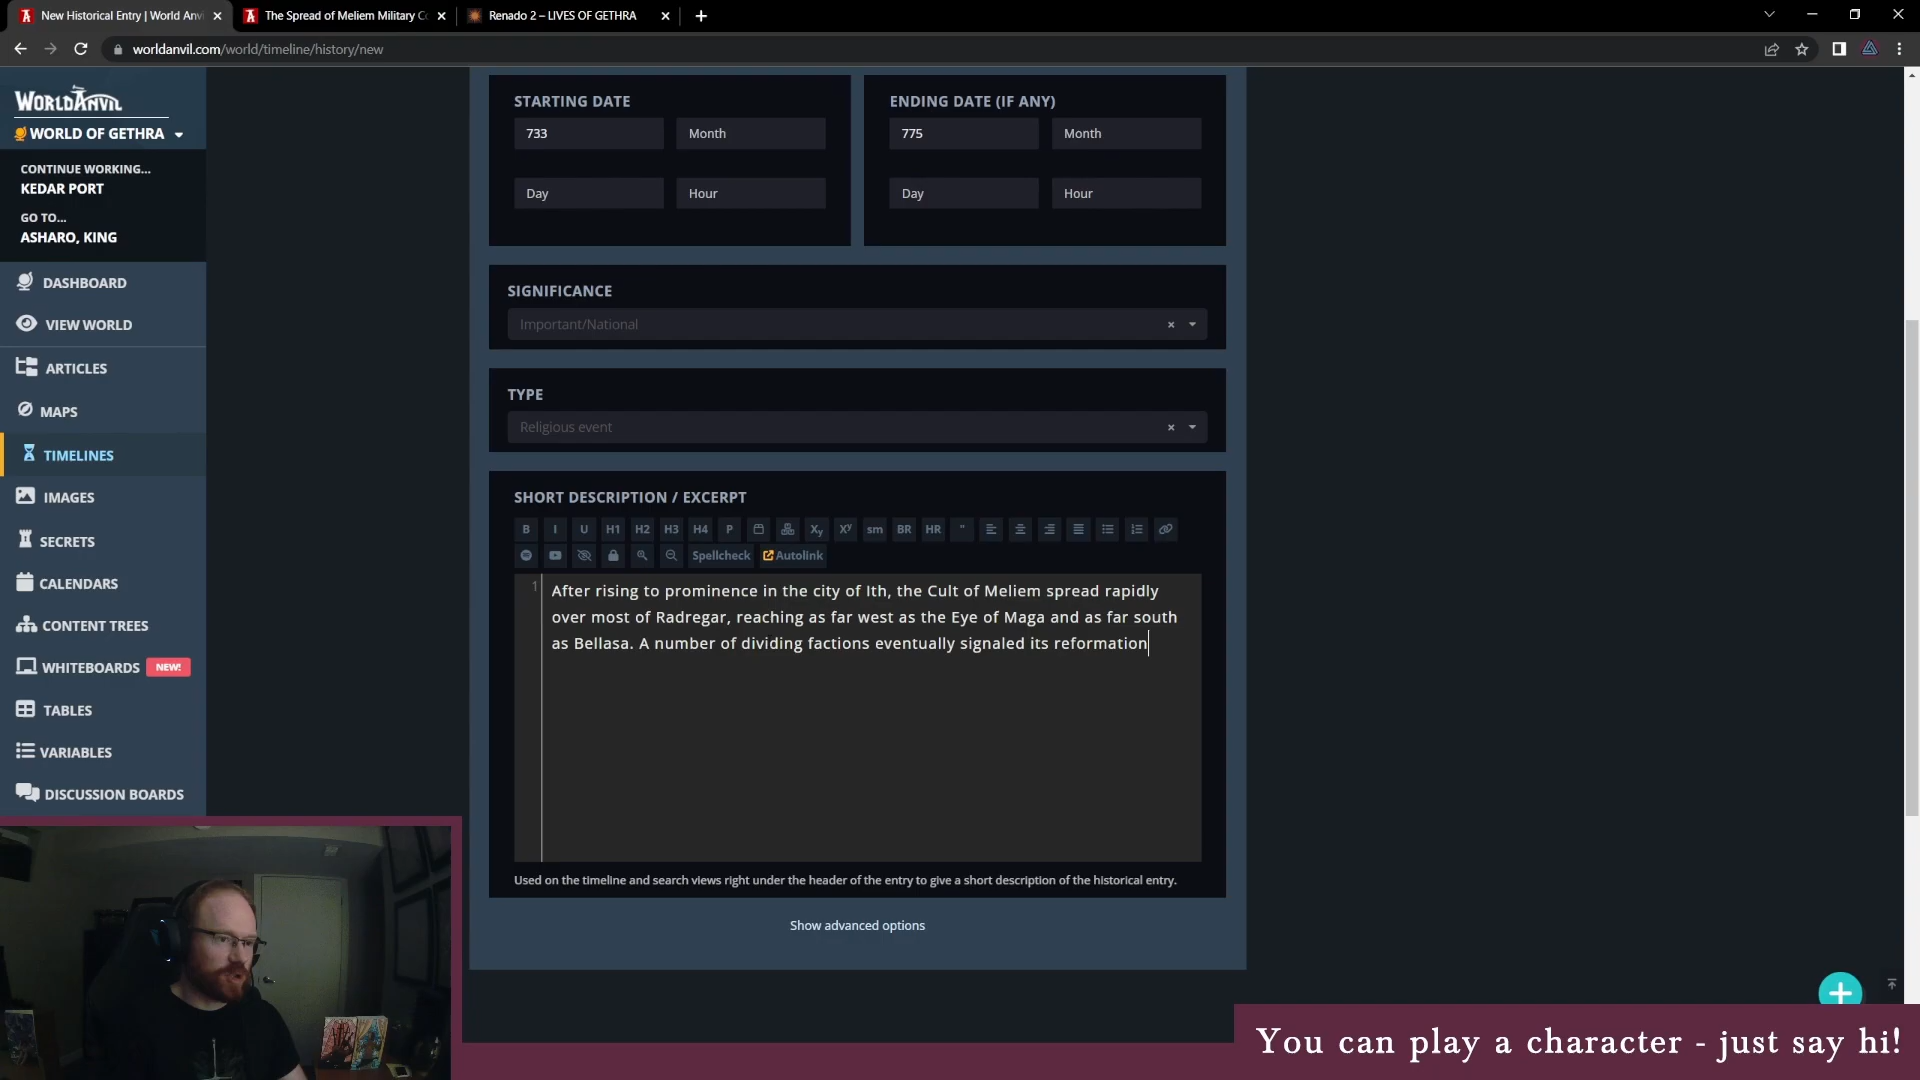 New Historical Entry | World Anvi
The Spread of Meliem Military Co
Renado 2 – LIVES OF GETHRA
worldanvil.com/world/timeline/history/new
WORLDANVIL
WORLD OF GETHRA
CONTINUE WORKING...
KEDAR PORT
GO TO...
ASHARO, KING
DASHBOARD
VIEW WORLD
ARTICLES
MAPS
TIMELINES
IMAGES
SECRETS
CALENDARS
CONTENT TREES
WHITEBOARDS NEW!
TABLES
VARIABLES
DISCUSSION BOARDS
STARTING DATE
733 Month
Day Hour
ENDING DATE (IF ANY)
775 Month
Day Hour
SIGNIFICANCE
Important/National
TYPE
Religious event
SHORT DESCRIPTION / EXCERPT
B I U H1 H2 H3 H4 P Xy Xy sm BR HR "
Spellcheck Autolink
1
After rising to prominence in the city of Ith, the Cult of Meliem spread rapidly
over most of Radregar, reaching as far west as the Eye of Maga and as far south
as Bellasa. A number of dividing factions eventually signaled its reformation
Used on the timeline and search views right under the header of the entry to give a short description of the historical entry.
Show advanced options
You can play a character - just say hi!